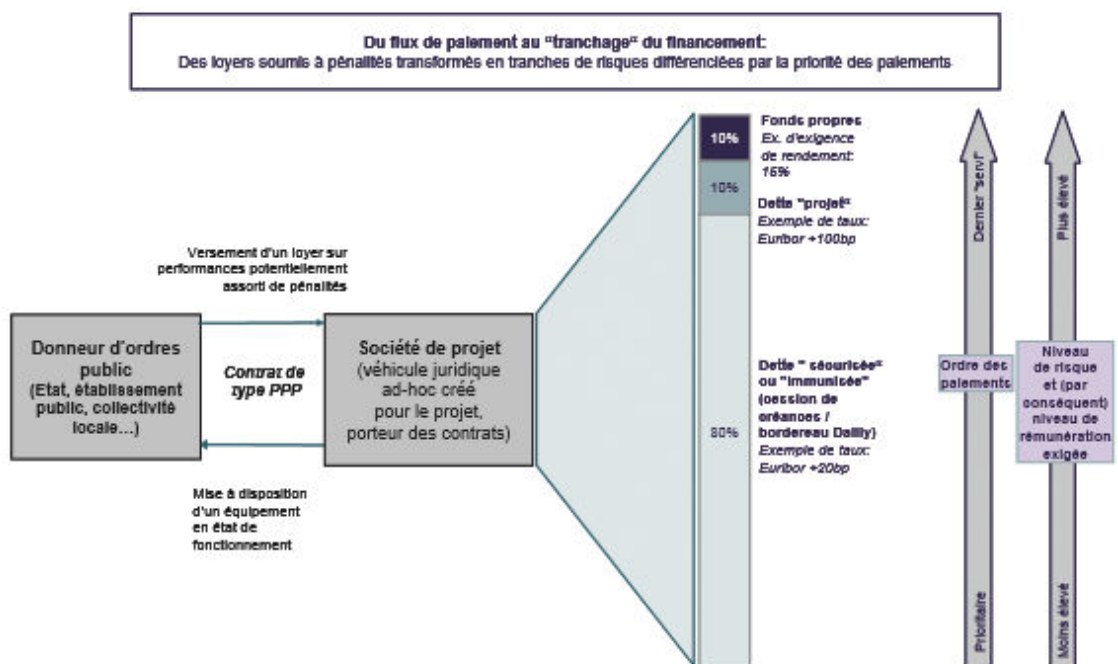 Du flux de paiement au "tranchage" du financement:
Des loyers soumis à pénalités transformés en tranches de risques différenciées par la priorité des paiements
Versement d'un loyer sur
performances potentiellement
assorti de pénalités
Donneur d'ordres
public
(Etat, établissement
public, collectivité
locale...)
Contrat de
type PPP
Société de projet
(véhicule juridique
ad-hoc créé
pour le projet,
porteur des contrats)
Mise à disposition
d'un équipement
en état de
fonctionnement
10%
10%
80%
Fonds propres
Ex. d'exigence
de rendement:
15%
Dette "projet"
Exemple de taux:
Euribor +100bp
Dette "sécurisée"
ou "immunisée"
(cession de
créances /
bordereau Dailly)
Exemple de taux:
Euribor +20bp
Dernier "servi"
Ordre des
paiements
Prioritaire
Plus élevé
Niveau
de risque
et (par
conséquent)
niveau de
rémunération
exigée
Moins élevé